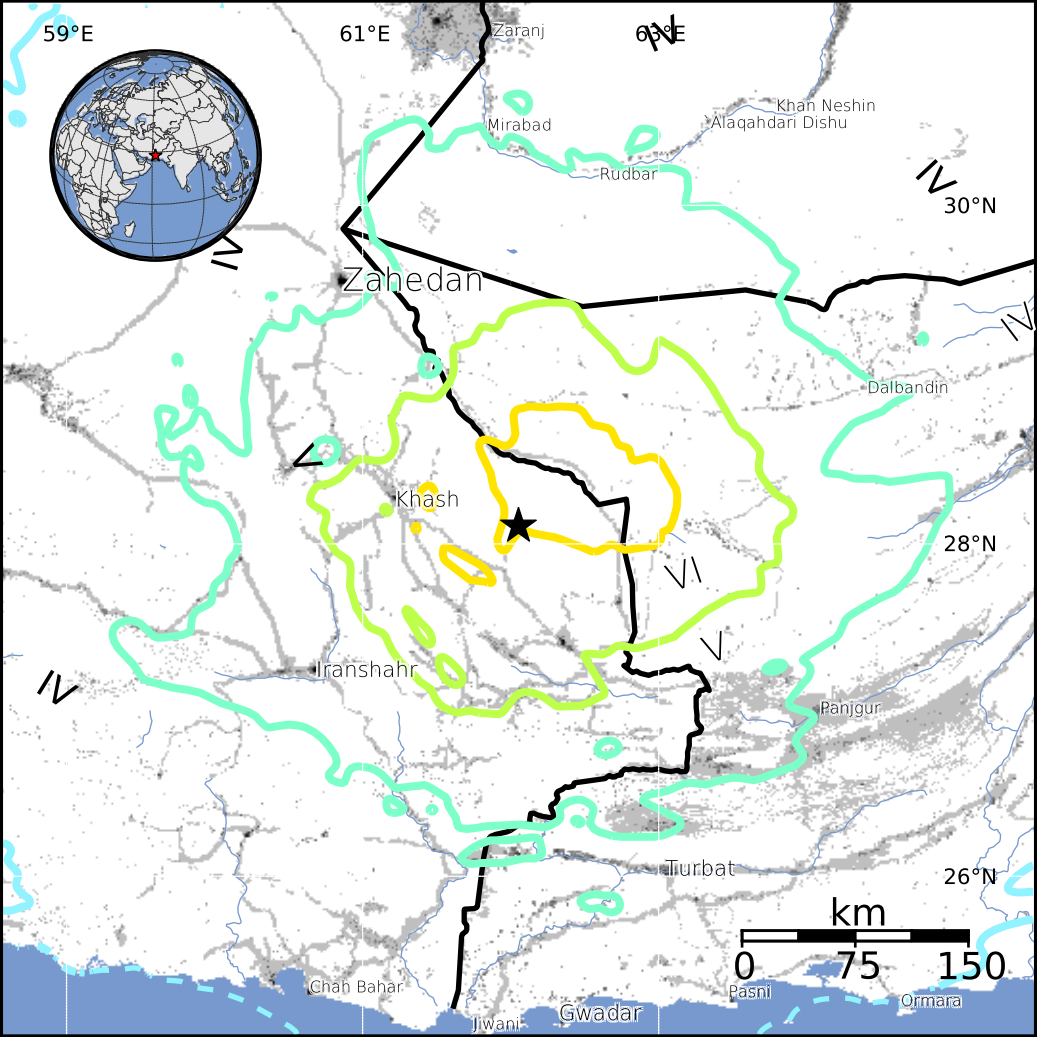 59°E
61°E
63°E
IV
Zaranj
Khan Neshin
Alaqahdari Dishu
Mirabad
Rudbar
IV
30°N
IV
Zahedan
IV
Dalbandin
V
Khash
28°N
VI
V
Iranshahr
IV
Panjgur
Turbat
26°N
km
0 75 150
Chah Bahar
Pasni
Ormara
Gwadar
Jiwani